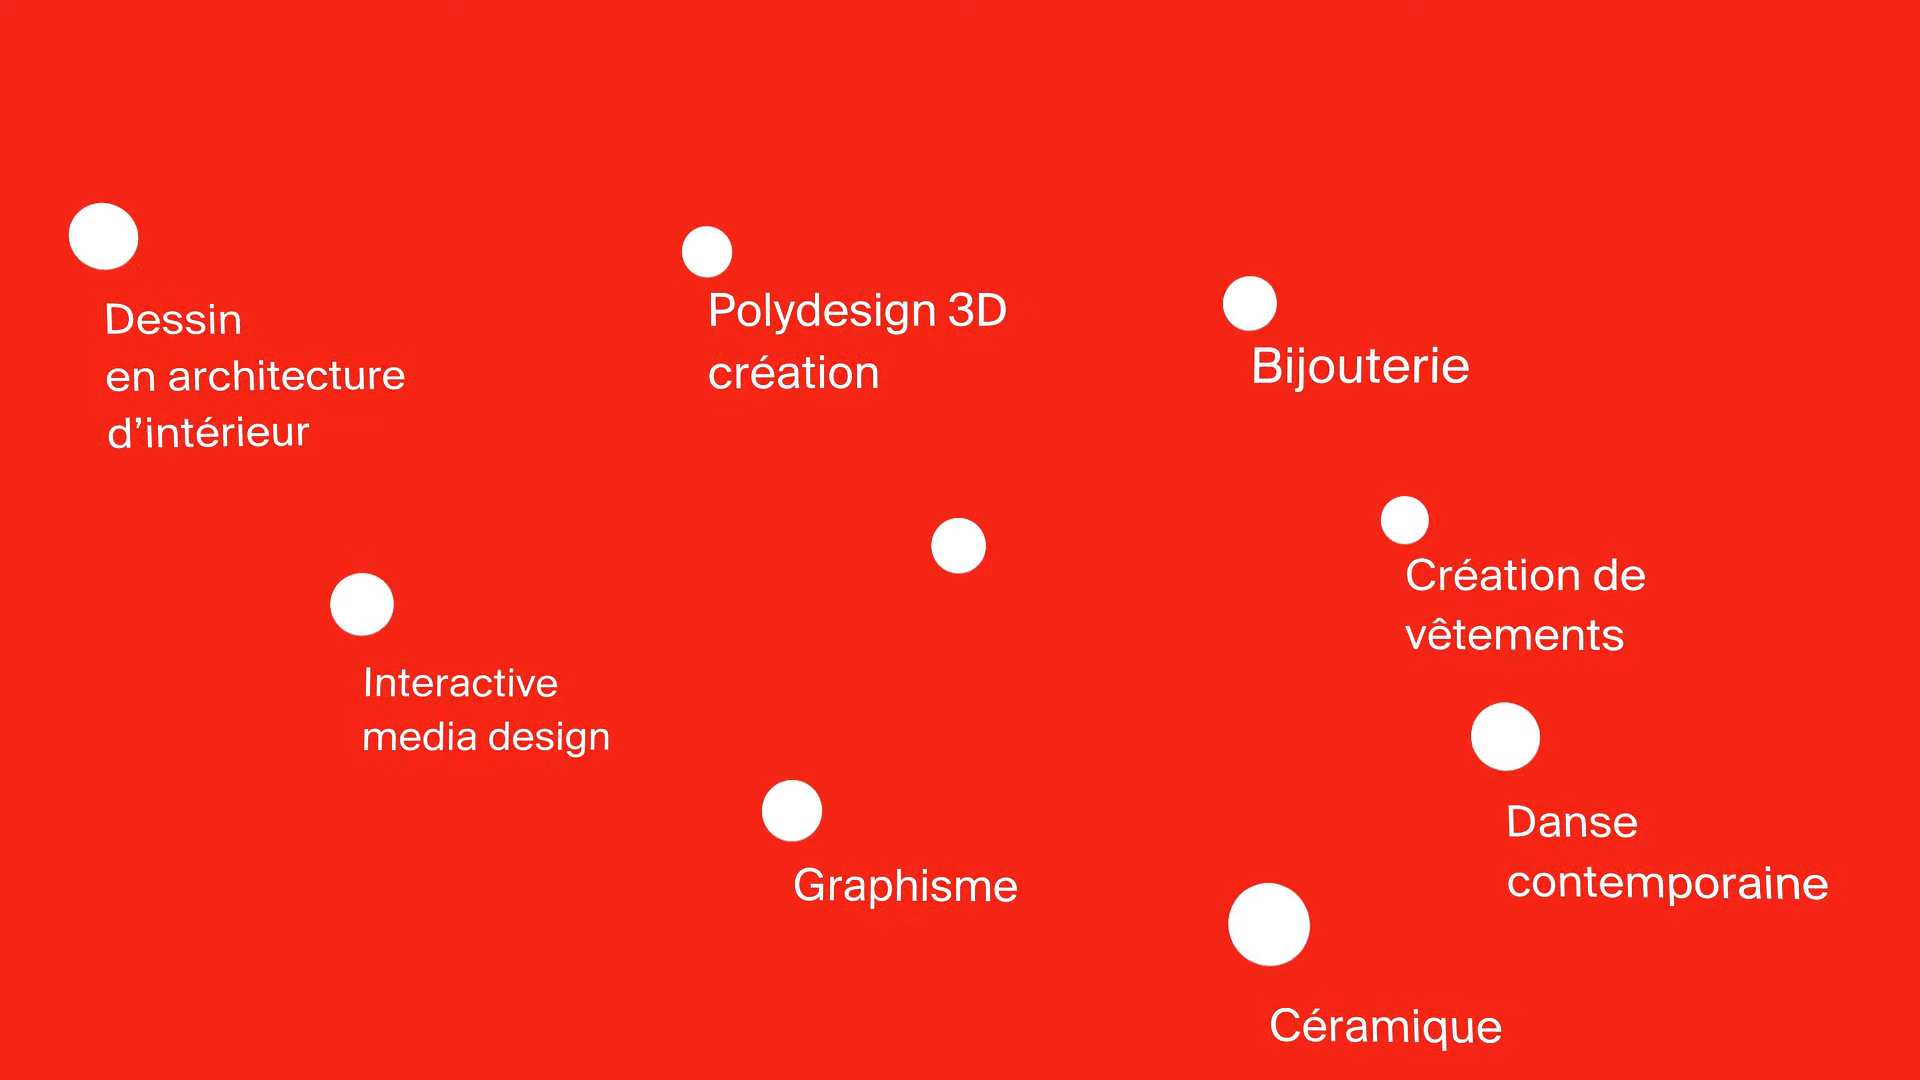 Dessin
en architecture
d’intérieur
Polydesign 3D
création
Bijouterie
Création de
vêtements
Interactive
media design
Danse
contemporaine
Graphisme
Céramique